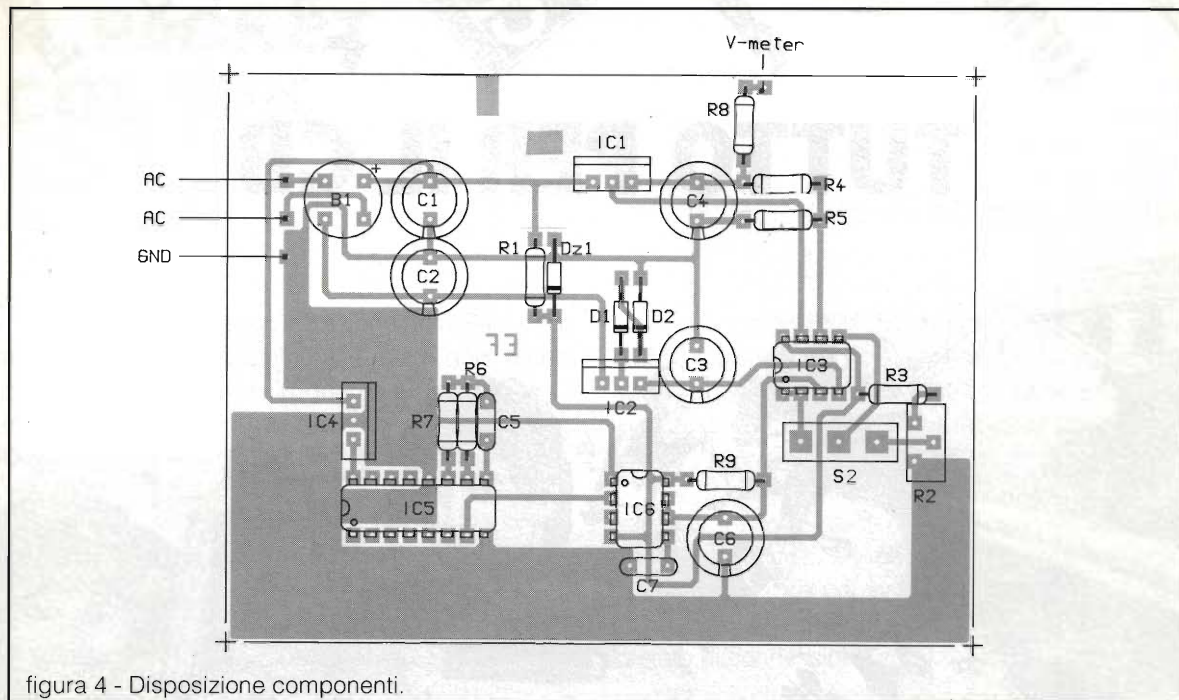 V-meter
R8
IC1
AC
B1
+
C1
C4
R4
AC
R5
GND
C2
R1
Dz1
D1
D2
C3
IC3
R3
R6
IC2
IC4
R7
C5
S2
R2
R9
IC5
IC6
C6
C7
figura 4 - Disposizione componenti.